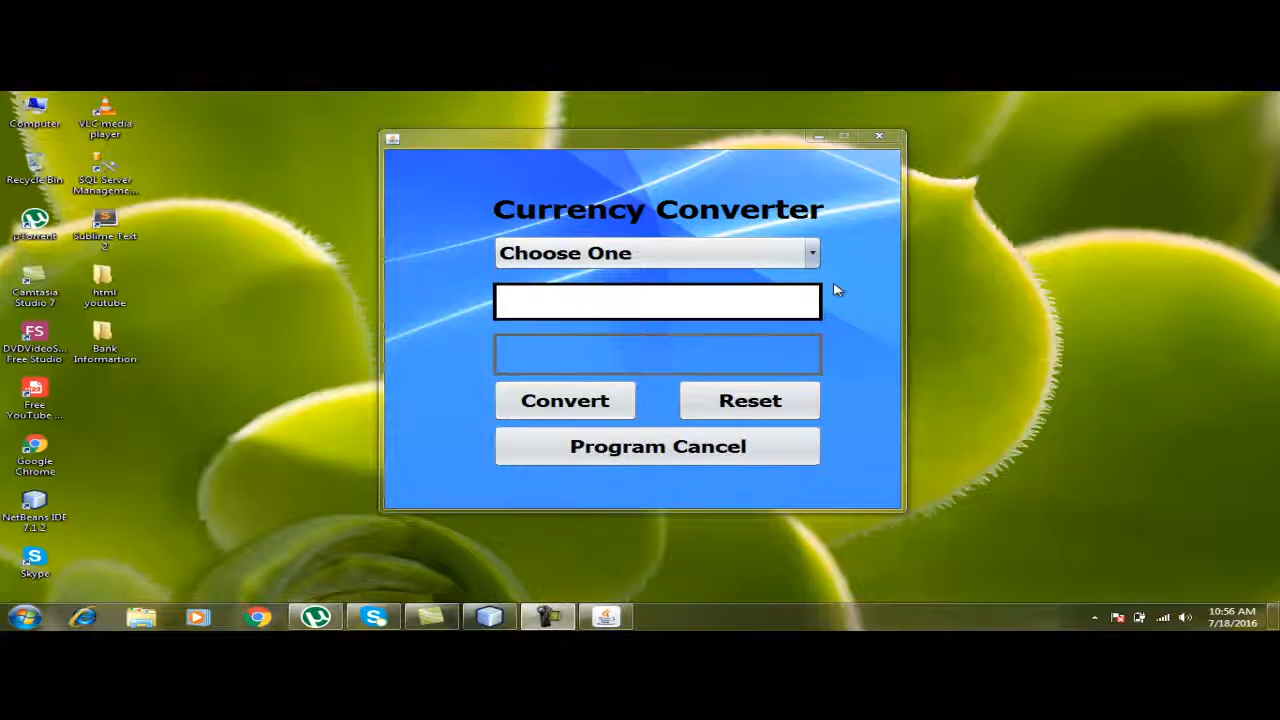 Computer
VLC media
player
Recycle Bin
SQL Server
Manageme...
µTorrent
Sublime Text
2
Camtasia
Studio 7
html
youtube
DVDVideoS...
Free Studio
Bank
Informartion
Free
YouTube ...
Google
Chrome
NetBeans IDE
7.1.2
Skype
Currency Converter
Choose One
Convert
Reset
Program Cancel
10:56 AM
7/18/2016